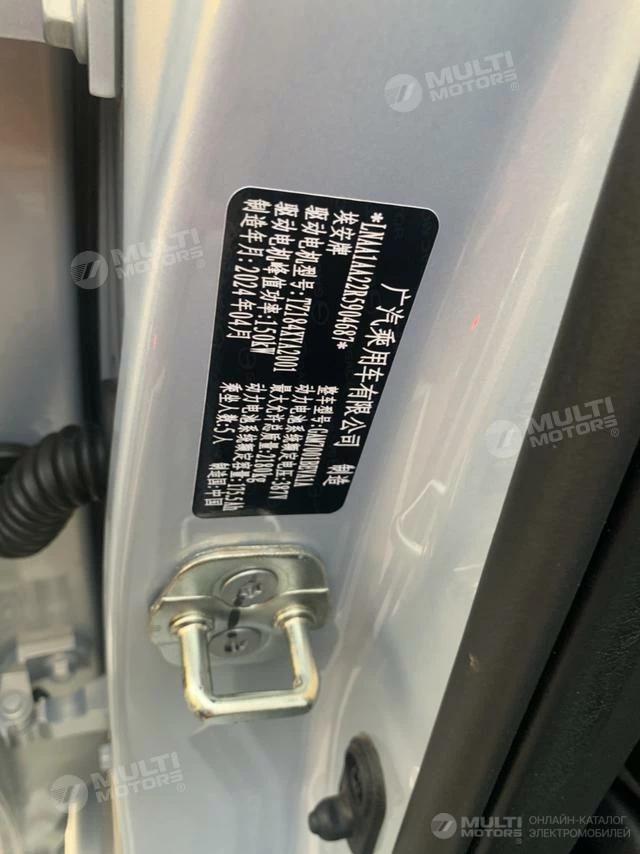 广汽乘用车有限公司 制造
*LNAA1AA12R5904687*
埃安牌 整车型号:
驱动电机型号:TZ184XYA2001 动力电池系统额定电压:387V
驱动电机峰值功率:150KW 最大允许总质量:2180KG
制造年月:2024年04月 动力电池系统额定容量:175.5Ah
乘坐人数:5人 制造国:中国
MULTI MOTORS®
MULTI MOTORS®
MULTI MOTORS®
MULTI MOTORS®
ОНЛАЙН-КАТАЛОГ
ЭЛЕКТРОМОБИЛЕЙ